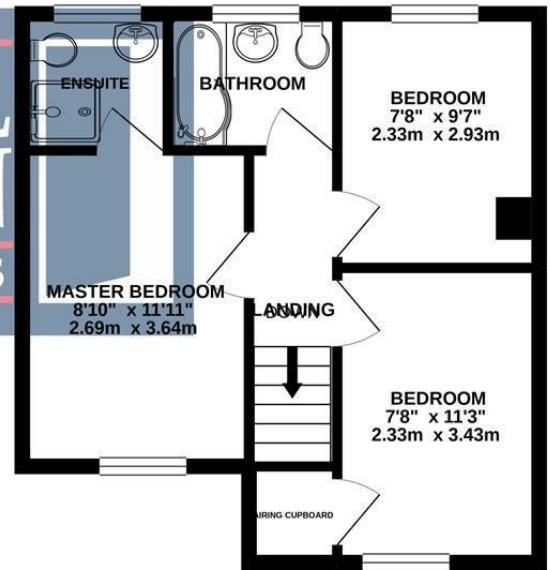 ENSUITE
BATHROOM
BEDROOM
7'8" x 9'7"
2.33m x 2.93m
MASTER BEDROOM
8'10" x 11'11"
2.69m x 3.64m
LANDING
DOWN
BEDROOM
7'8" x 11'3"
2.33m x 3.43m
AIRING CUPBOARD